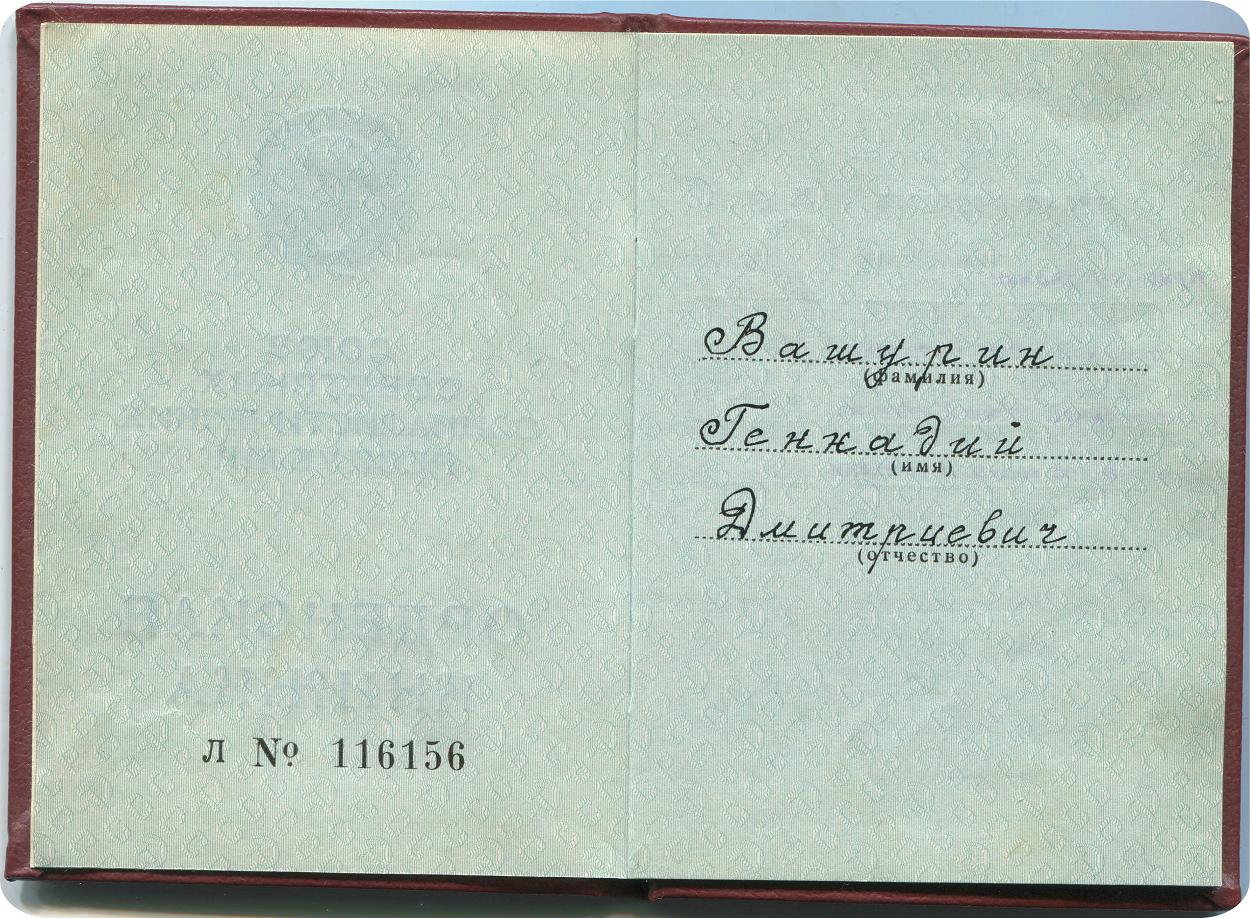 Л № 116156
Вашурин
(фамилия)
Геннадий
(имя)
Дмитриевич
(отчество)